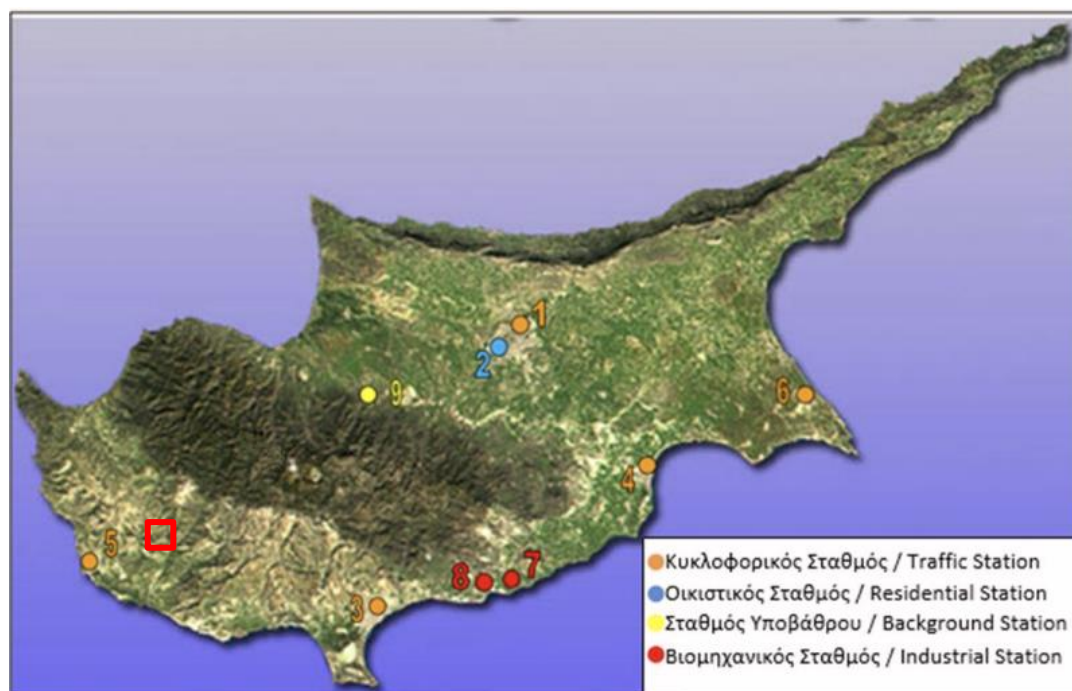 1
2
9
6
4
5
7
8
3
Κυκλοφορικός Σταθμός / Traffic Station
Οικιστικός Σταθμός / Residential Station
Σταθμός Υποβάθρου / Background Station
Βιομηχανικός Σταθμός / Industrial Station